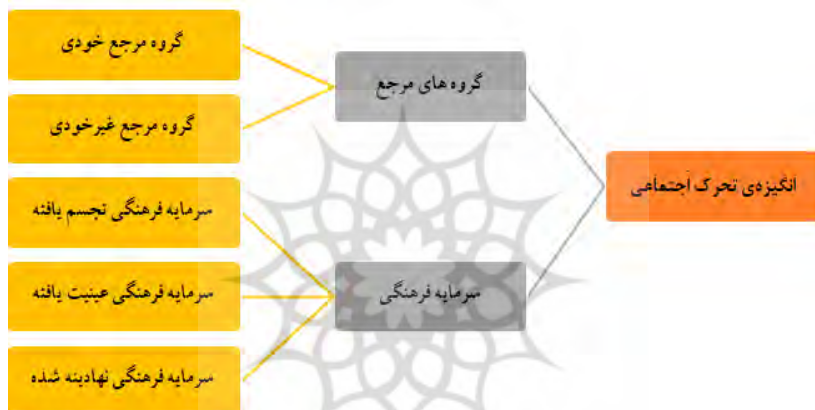 انگیزه‌ی تحرک اجتماعی
گروه های مرجع
گروه مرجع خودی
گروه مرجع غیرخودی
سرمایه فرهنگی
سرمایه فرهنگی تجسم یافته
سرمایه فرهنگی عینیت یافته
سرمایه فرهنگی نهادینه شده